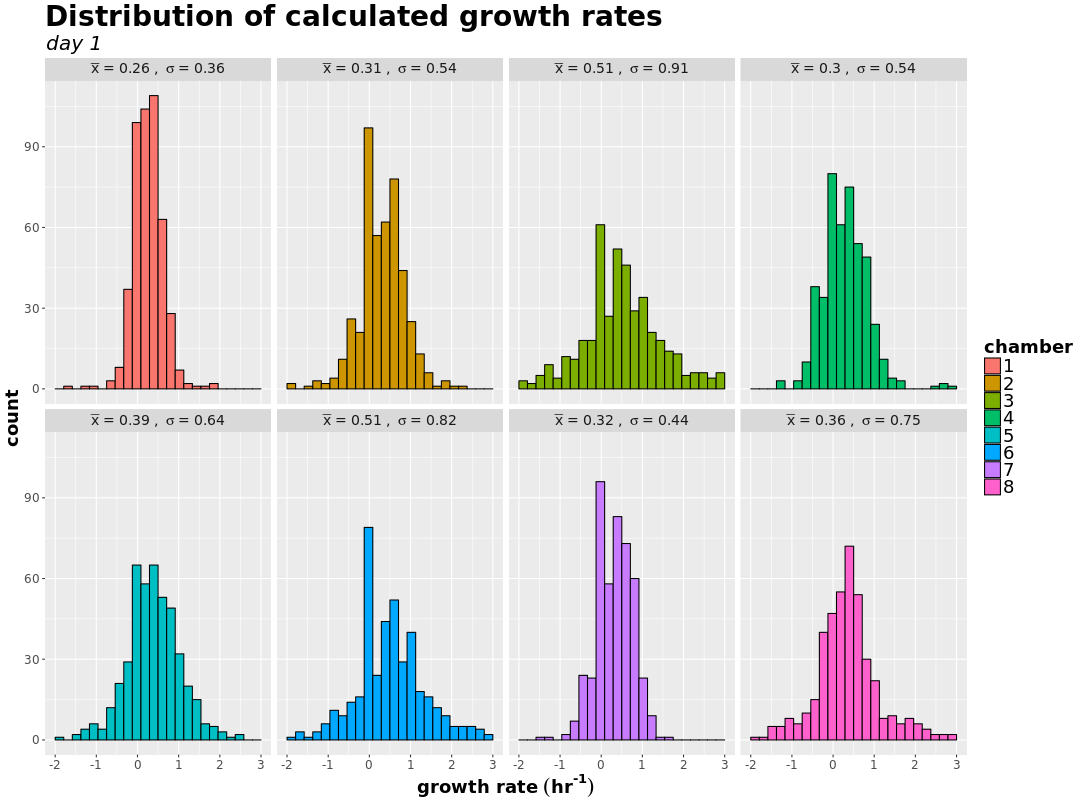 Distribution of calculated growth rates
day 1
x̅ = 0.26 , σ = 0.36
x̅ = 0.31 , σ = 0.54
x̅ = 0.51 , σ = 0.91
x̅ = 0.3 , σ = 0.54
90
60
30
0
x̅ = 0.39 , σ = 0.64
x̅ = 0.51 , σ = 0.82
x̅ = 0.32 , σ = 0.44
x̅ = 0.36 , σ = 0.75
90
60
30
0
-2 -1 0 1 2 3
-2 -1 0 1 2 3
-2 -1 0 1 2 3
-2 -1 0 1 2 3
count
growth rate (hr⁻¹)
chamber
1
2
3
4
5
6
7
8